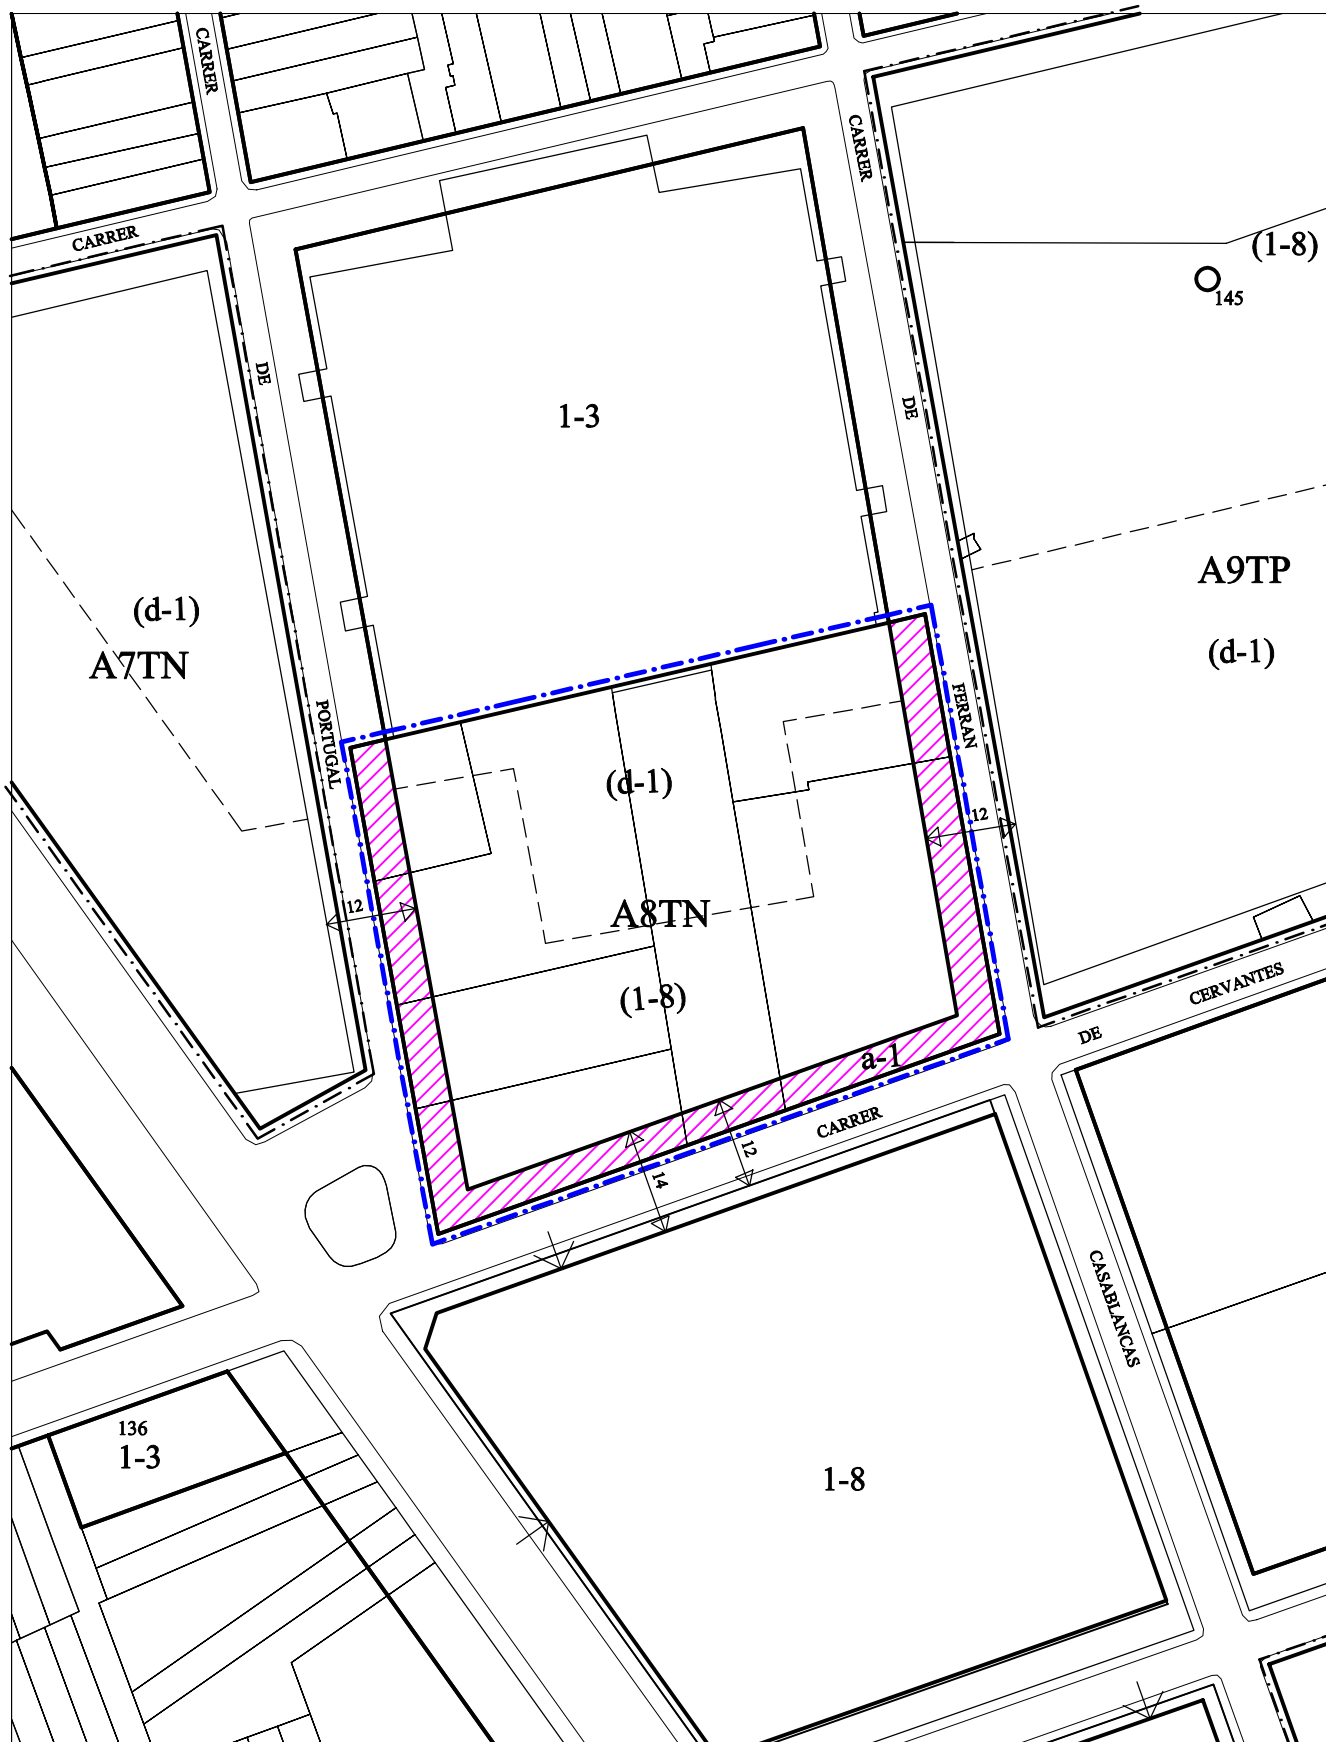 CARRER
CARRER
CARRER
(1-8)
145
DE
DE
1-3
(d-1)
A7TN
A9TP
(d-1)
PORTUGAL
FERRAN
(d-1)
12
12
A8TN
(1-8)
CERVANTES
DE
a-1
CARRER
12
14
CASABLANCAS
136
1-3
1-8